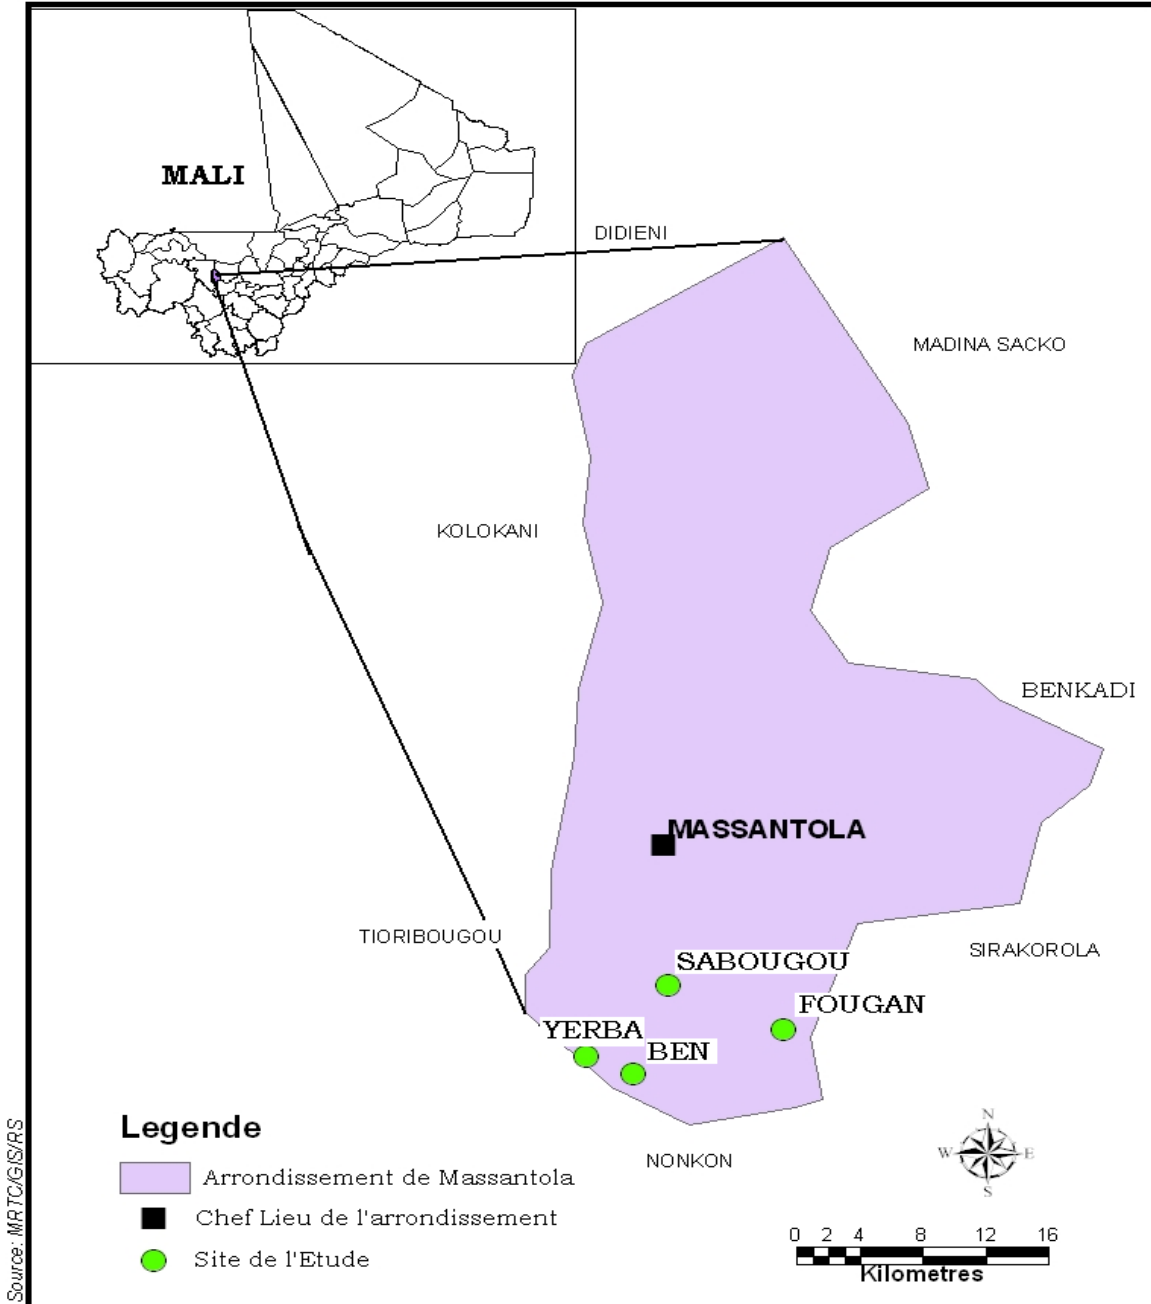 MALI
DIDIENI
MADINA SACKO
KOLOKANI
BENKADI
MASSANTOLA
TIORIBOUGOU
SIRAKOROLA
SABOUGOU
FOUGAN
YERBA
BEN
NONKON
Legende
Arrondissement de Massantola
Chef Lieu de l'arrondissement
Site de l'Etude
N
W E
S
0 2 4 8 12 16
Kilometres
Source: MRTC/GIS/RS